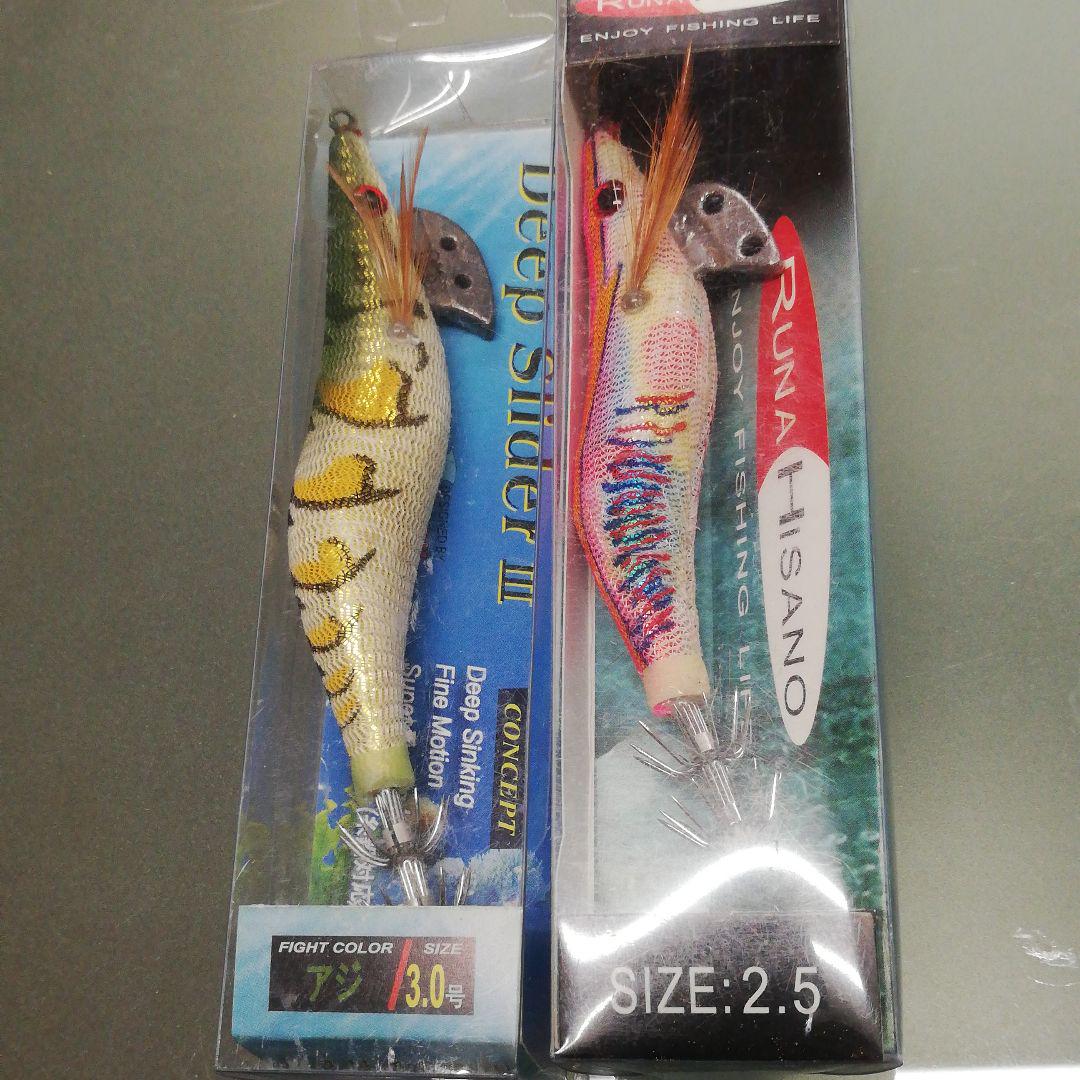 Deep Slider III
CONCEPT
Deep Sinking
Fine Motion
FIGHT COLOR
SIZE
アジ
3.0号
RUNA
ENJOY FISHING LIFE
RUNA HISANO
ENJOY FISHING LIFE
SIZE: 2.5